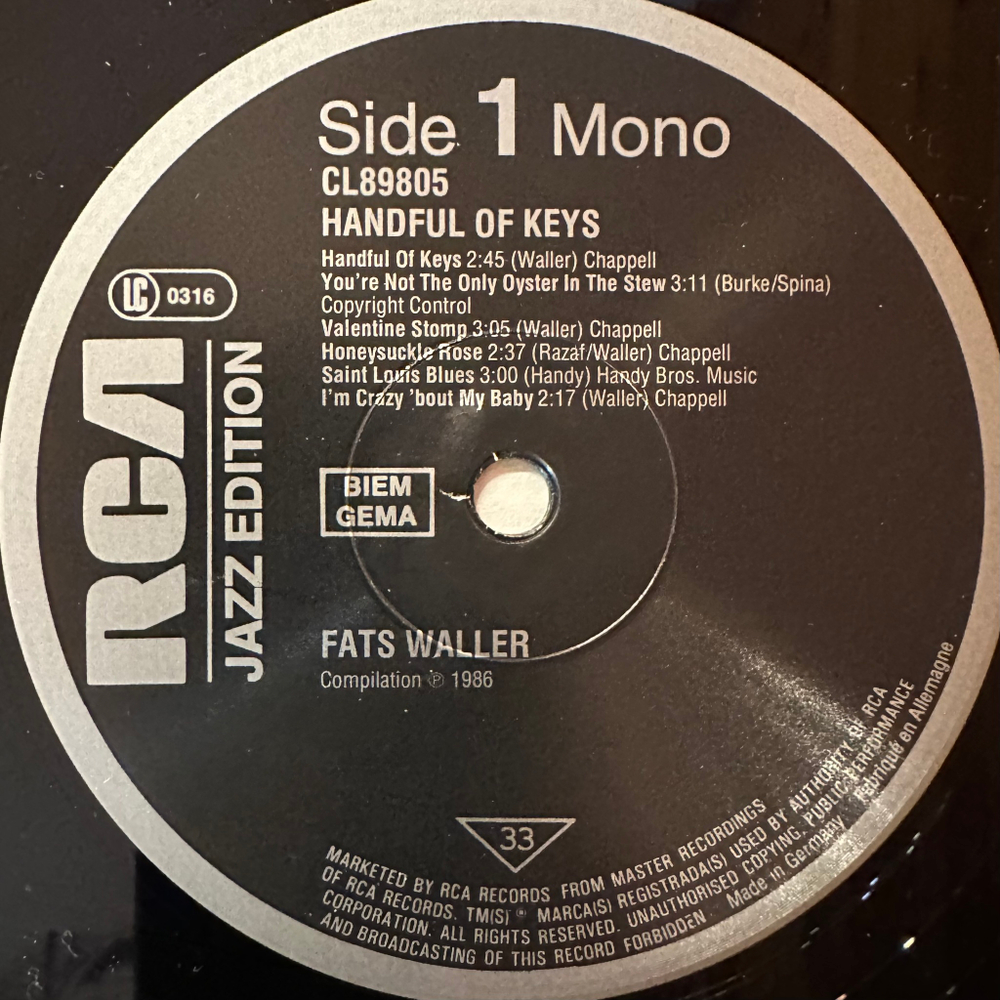 Side 1 Mono
CL89805
HANDFUL OF KEYS
Handful Of Keys 2:45 (Waller) Chappell
You're Not The Only Oyster In The Stew 3:11 (Burke/Spina)
Copyright Control
Valentine Stomp 3:05 (Waller) Chappell
Honeysuckle Rose 2:37 (Razaf/Waller) Chappell
Saint Louis Blues 3:00 (Handy) Handy Bros. Music
I'm Crazy 'bout My Baby 2:17 (Waller) Chappell
LC 0316
RCA
JAZZ EDITION
BIEM
GEMA
FATS WALLER
Compilation ℗ 1986
33
MARKETED BY RCA RECORDS FROM MASTER RECORDINGS
OF RCA RECORDS. TM(S) ® MARCA(S) REGISTRADA(S) USED BY AUTHORITY OF RCA
CORPORATION. ALL RIGHTS RESERVED. UNAUTHORISED COPYING. PUBLIC PERFORMANCE
AND BROADCASTING OF THIS RECORD FORBIDDEN Made in Germany Fabriqué en Allemagne